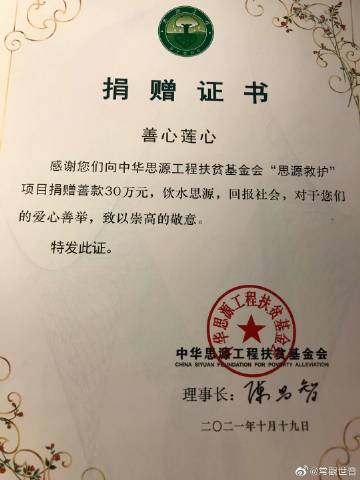 捐赠证书
善心莲心
感谢您们向中华思源工程扶贫基金会“思源救护”
项目捐赠善款30万元，饮水思源，回报社会，对于您们
的爱心善举，致以崇高的敬意。
特发此证。
中华思源工程扶贫基金会
中华思源工程扶贫基金会
CHINA SIYUAN FOUNDATION FOR POVERTY ALLEVIATION
理事长：陈昌智
二〇二一年十月十九日
@常觀世音